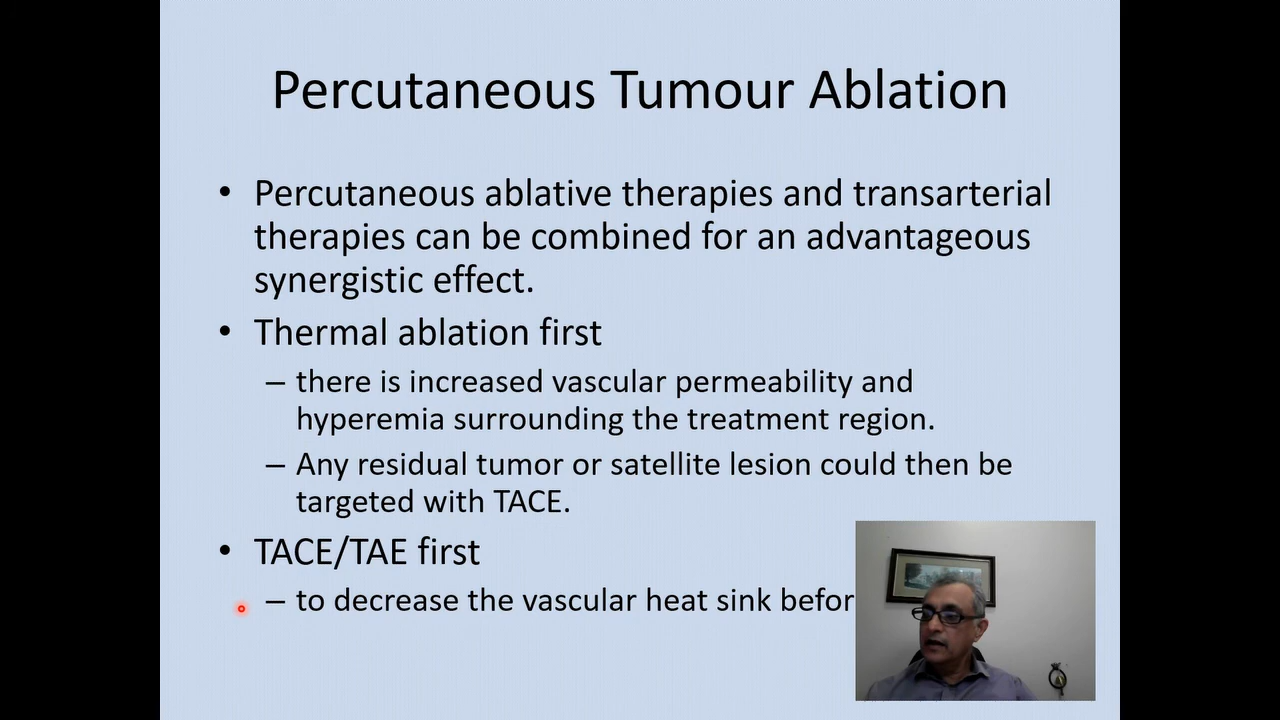 Percutaneous Tumour Ablation
• Percutaneous ablative therapies and transarterial
therapies can be combined for an advantageous
synergistic effect.
• Thermal ablation first
– there is increased vascular permeability and
hyperemia surrounding the treatment region.
– Any residual tumor or satellite lesion could then be
targeted with TACE.
• TACE/TAE first
– to decrease the vascular heat sink befor